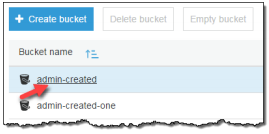 + Create bucket Delete bucket Empty bucket
Bucket name
admin-created
admin-created-one